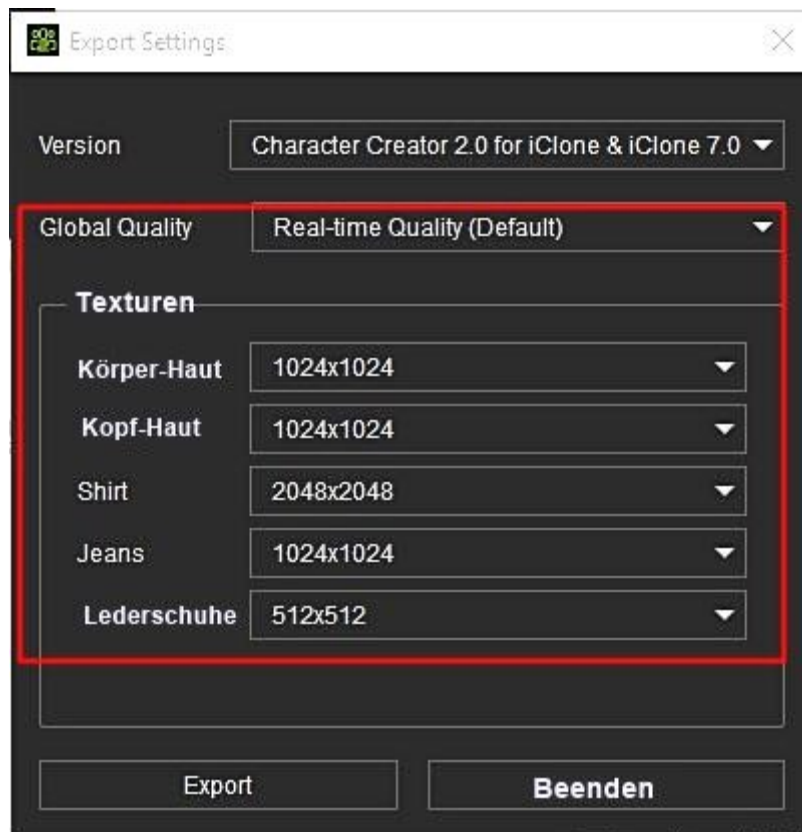 Export Settings
Version Character Creator 2.0 for iClone & iClone 7.0
Global Quality Real-time Quality (Default)
Texturen
Körper-Haut 1024x1024
Kopf-Haut 1024x1024
Shirt 2048x2048
Jeans 1024x1024
Lederschuhe 512x512
Export Beenden